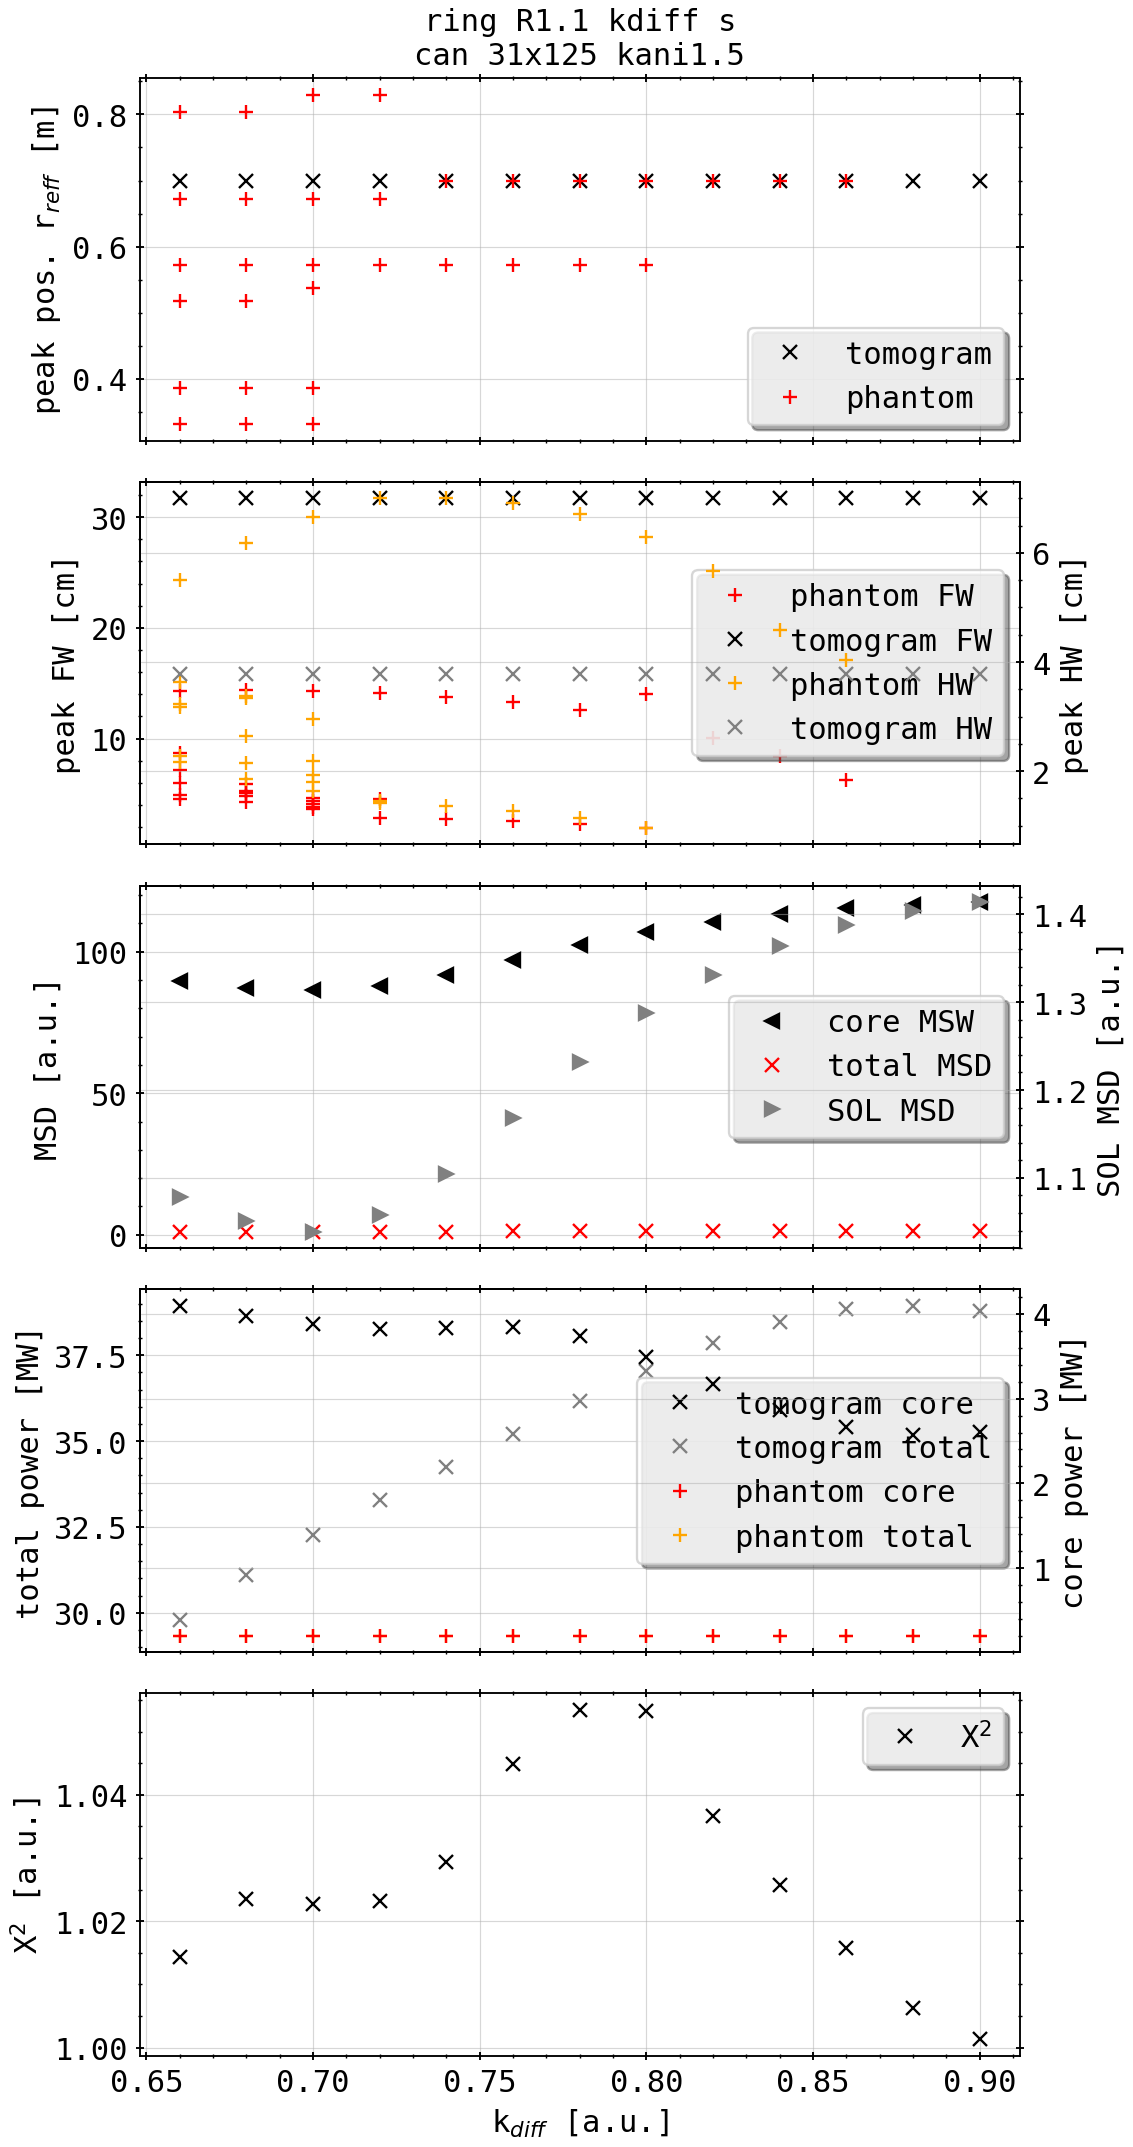 ring R1.1 kdiff s
can 31x125 kani1.5
peak pos. r_reff [m]
0.8
0.6
0.4
tomogram
phantom
peak FW [cm]
30
20
10
phantom FW
tomogram FW
phantom HW
tomogram HW
6
4
2
peak HW [cm]
MSD [a.u.]
100
50
0
core MSW
total MSD
SOL MSD
1.4
1.3
1.2
1.1
SOL MSD [a.u.]
total power [MW]
37.5
35.0
32.5
30.0
tomogram core
tomogram total
phantom core
phantom total
4
3
2
1
core power [MW]
X² [a.u.]
1.04
1.02
1.00
X²
0.65 0.70 0.75 0.80 0.85 0.90
k_diff [a.u.]